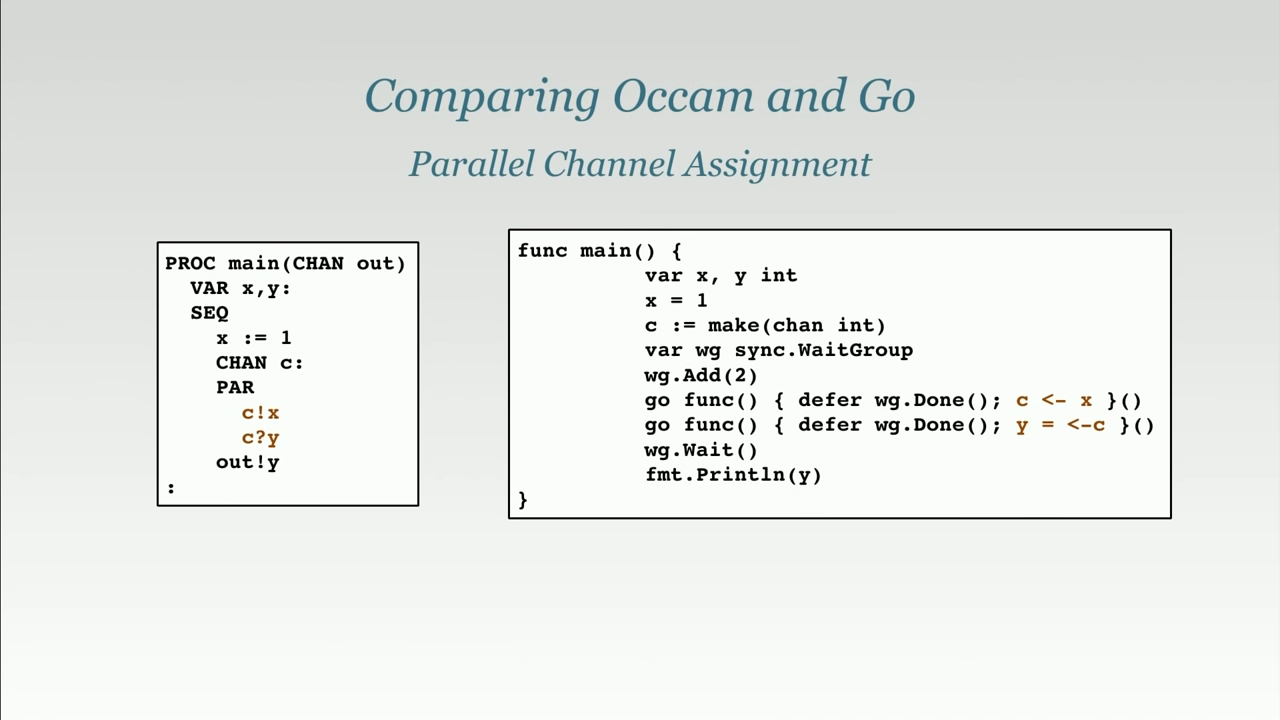 Comparing Occam and Go
Parallel Channel Assignment
PROC main(CHAN out)
  VAR x,y:
  SEQ
    x := 1
    CHAN c:
    PAR
      c!x
      c?y
    out!y
:
func main() {
          var x, y int
          x = 1
          c := make(chan int)
          var wg sync.WaitGroup
          wg.Add(2)
          go func() { defer wg.Done(); c <- x }()
          go func() { defer wg.Done(); y = <-c }()
          wg.Wait()
          fmt.Println(y)
}